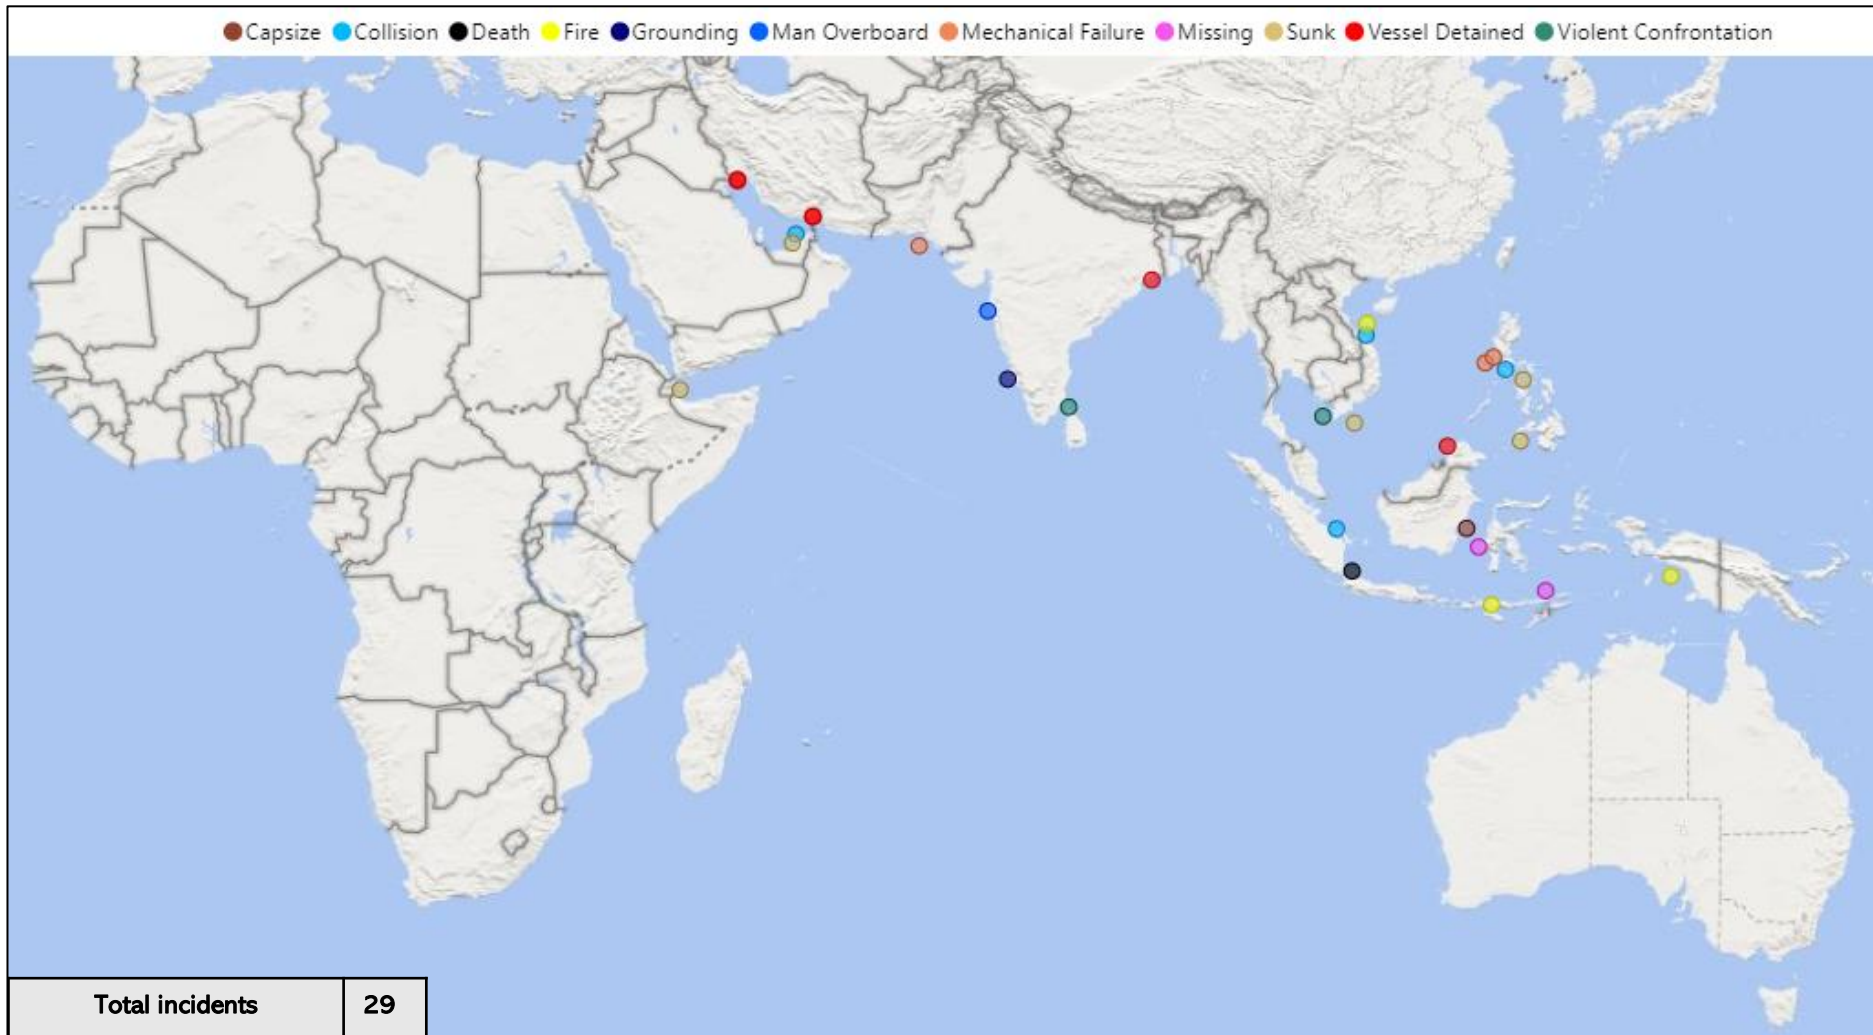 Capsize Collision Death Fire Grounding Man Overboard Mechanical Failure Missing Sunk Vessel Detained Violent Confrontation
Total incidents 29